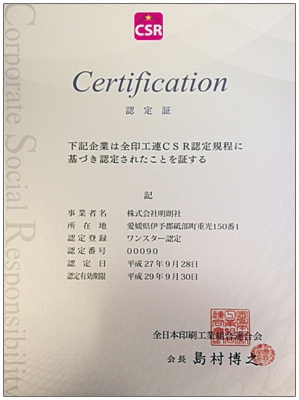 CSR
Corporate Social Responsibility
Certification
認定証
下記企業は全印工連ＣＳＲ認定規程に
基づき認定されたことを証する
記
事業者名 株式会社明朗社
所在地 愛媛県伊予郡砥部町重光150番1
認定登録 ワンスター認定
認定番号 00090
認定日 平成27年9月28日
認定有効期限 平成29年9月30日
全日本印刷工業組合連合会
会長 島村博之